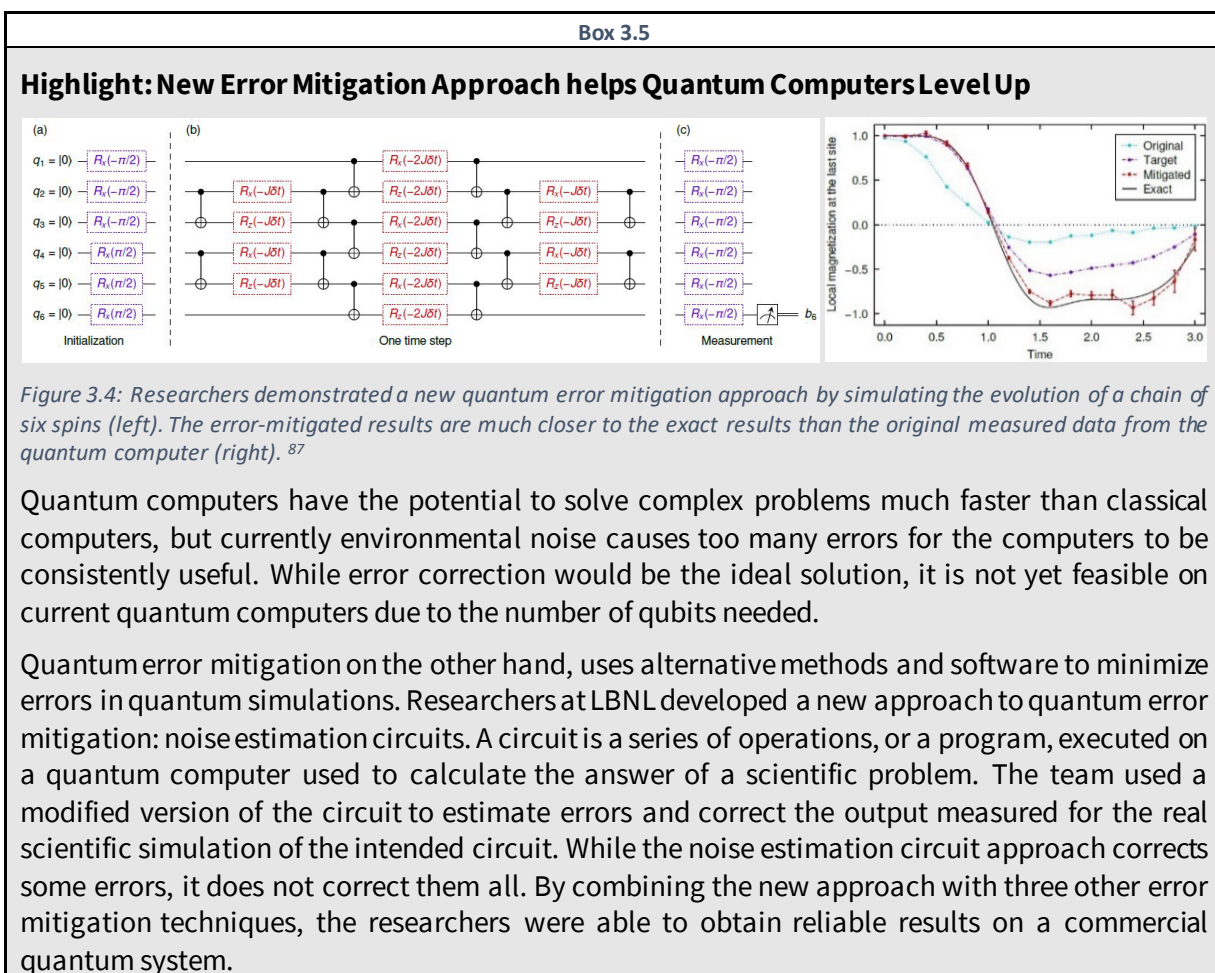 Box 3.5
Highlight: New Error Mitigation Approach helps Quantum Computers Level Up
(a)
(b)
(c)
q₁ = |0⟩ Rₓ(−π/2) Rₓ(−2Jδt) Rₓ(−π/2)
q₂ = |0⟩ Rₓ(−π/2) Rₓ(−Jδt) R_z(−2Jδt) Rₓ(−Jδt) Rₓ(−π/2)
q₃ = |0⟩ Rₓ(−π/2) R_z(−Jδt) Rₓ(−2Jδt) R_z(−Jδt) Rₓ(−π/2)
q₄ = |0⟩ Rₓ(π/2) Rₓ(−Jδt) R_z(−2Jδt) Rₓ(−Jδt) Rₓ(−π/2)
q₅ = |0⟩ Rₓ(π/2) R_z(−Jδt) Rₓ(−2Jδt) R_z(−Jδt) Rₓ(−π/2)
q₆ = |0⟩ Rₓ(π/2) R_z(−2Jδt) Rₓ(−π/2) b₆
Initialization
One time step
Measurement
Local magnetization at the last site
1.0
0.5
0.0
−0.5
−1.0
Original
Target
Mitigated
Exact
0.0 0.5 1.0 1.5 2.0 2.5 3.0
Time
Figure 3.4: Researchers demonstrated a new quantum error mitigation approach by simulating the evolution of a chain of
six spins (left). The error-mitigated results are much closer to the exact results than the original measured data from the
quantum computer (right). 87
Quantum computers have the potential to solve complex problems much faster than classical
computers, but currently environmental noise causes too many errors for the computers to be
consistently useful. While error correction would be the ideal solution, it is not yet feasible on
current quantum computers due to the number of qubits needed.
Quantum error mitigation on the other hand, uses alternative methods and software to minimize
errors in quantum simulations. Researchers at LBNL developed a new approach to quantum error
mitigation: noise estimation circuits. A circuit is a series of operations, or a program, executed on
a quantum computer used to calculate the answer of a scientific problem. The team used a
modified version of the circuit to estimate errors and correct the output measured for the real
scientific simulation of the intended circuit. While the noise estimation circuit approach corrects
some errors, it does not correct them all. By combining the new approach with three other error
mitigation techniques, the researchers were able to obtain reliable results on a commercial
quantum system.